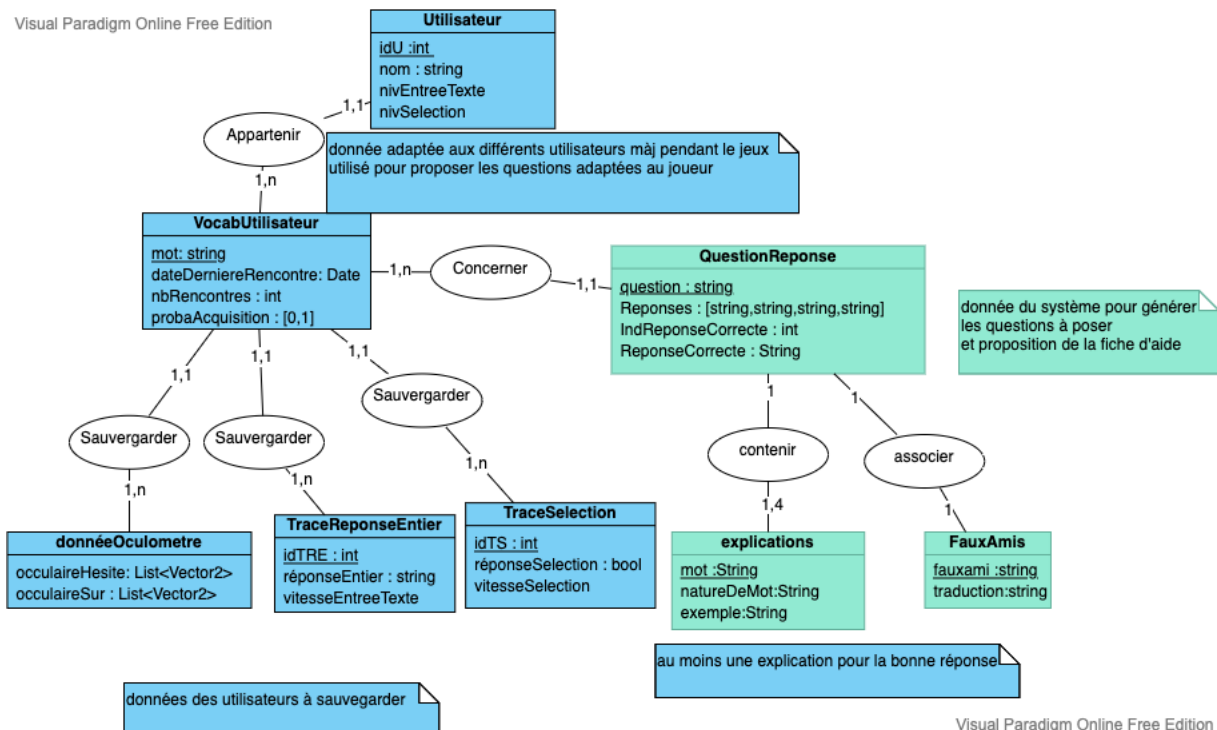 Visual Paradigm Online Free Edition
Utilisateur
idU :int
nom : string
nivEntreeTexte
nivSelection
1,1
Appartenir
1,n
donnée adaptée aux différents utilisateurs màj pendant le jeux
utilisé pour proposer les questions adaptées au joueur
VocabUtilisateur
mot: string
dateDerniereRencontre: Date
nbRencontres : int
probaAcquisition : [0,1]
1,n
Concerner
1,1
QuestionReponse
question : string
Reponses : [string,string,string,string]
IndReponseCorrecte : int
ReponseCorrecte : String
donnée du système pour générer
les questions à poser
et proposition de la fiche d'aide
1,1
1,1
1,1
Sauvergarder
Sauvergarder
Sauvergarder
1,n
1,n
1,n
1
contenir
1,4
1
associer
1
donnéeOculometre
occulaireHesite: List<Vector2>
occulaireSur : List<Vector2>
TraceReponseEntier
idTRE : int
réponseEntier : string
vitesseEntreeTexte
TraceSelection
idTS : int
réponseSelection : bool
vitesseSelection
explications
mot :String
natureDeMot:String
exemple:String
FauxAmis
fauxami :string
traduction:string
au moins une explication pour la bonne réponse
données des utilisateurs à sauvegarder
Visual Paradigm Online Free Edition